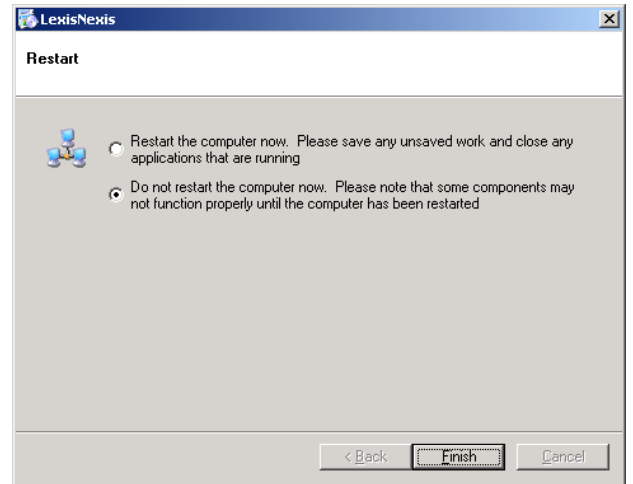 LexisNexis
Restart
Restart the computer now.  Please save any unsaved work and close any
applications that are running
Do not restart the computer now.  Please note that some components may
not function properly until the computer has been restarted
< Back
Finish
Cancel